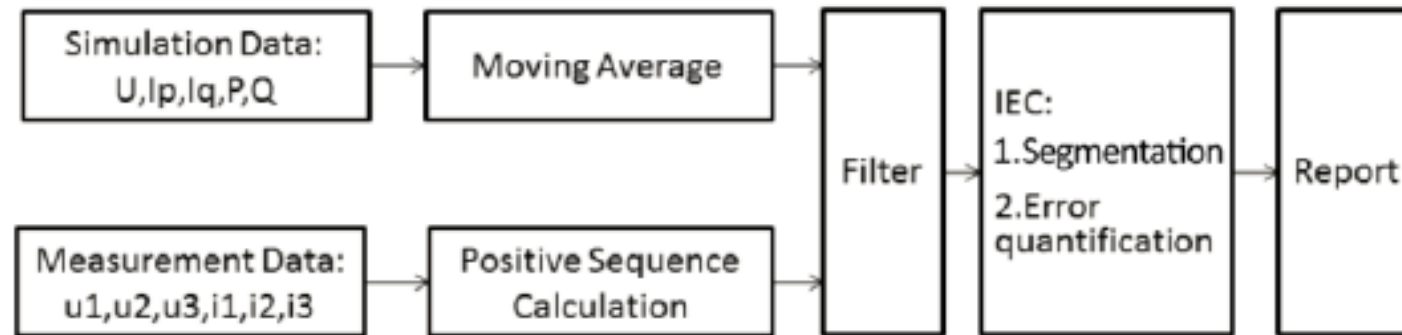 Simulation Data:
U,Ip,Iq,P,Q
Moving Average
Measurement Data:
u1,u2,u3,i1,i2,i3
Positive Sequence
Calculation
Filter
IEC:
1.Segmentation
2.Error
quantification
Report